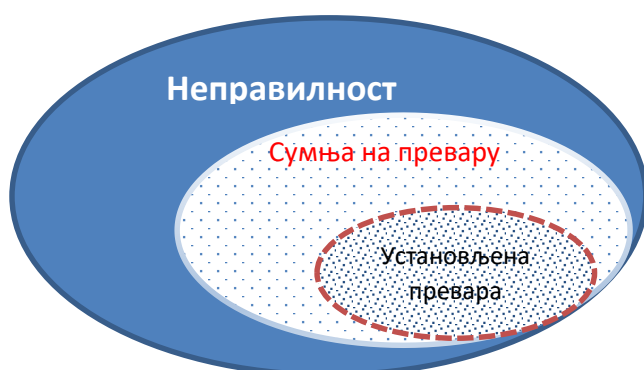 Неправилност
Сумња на превару
Установљена
превара